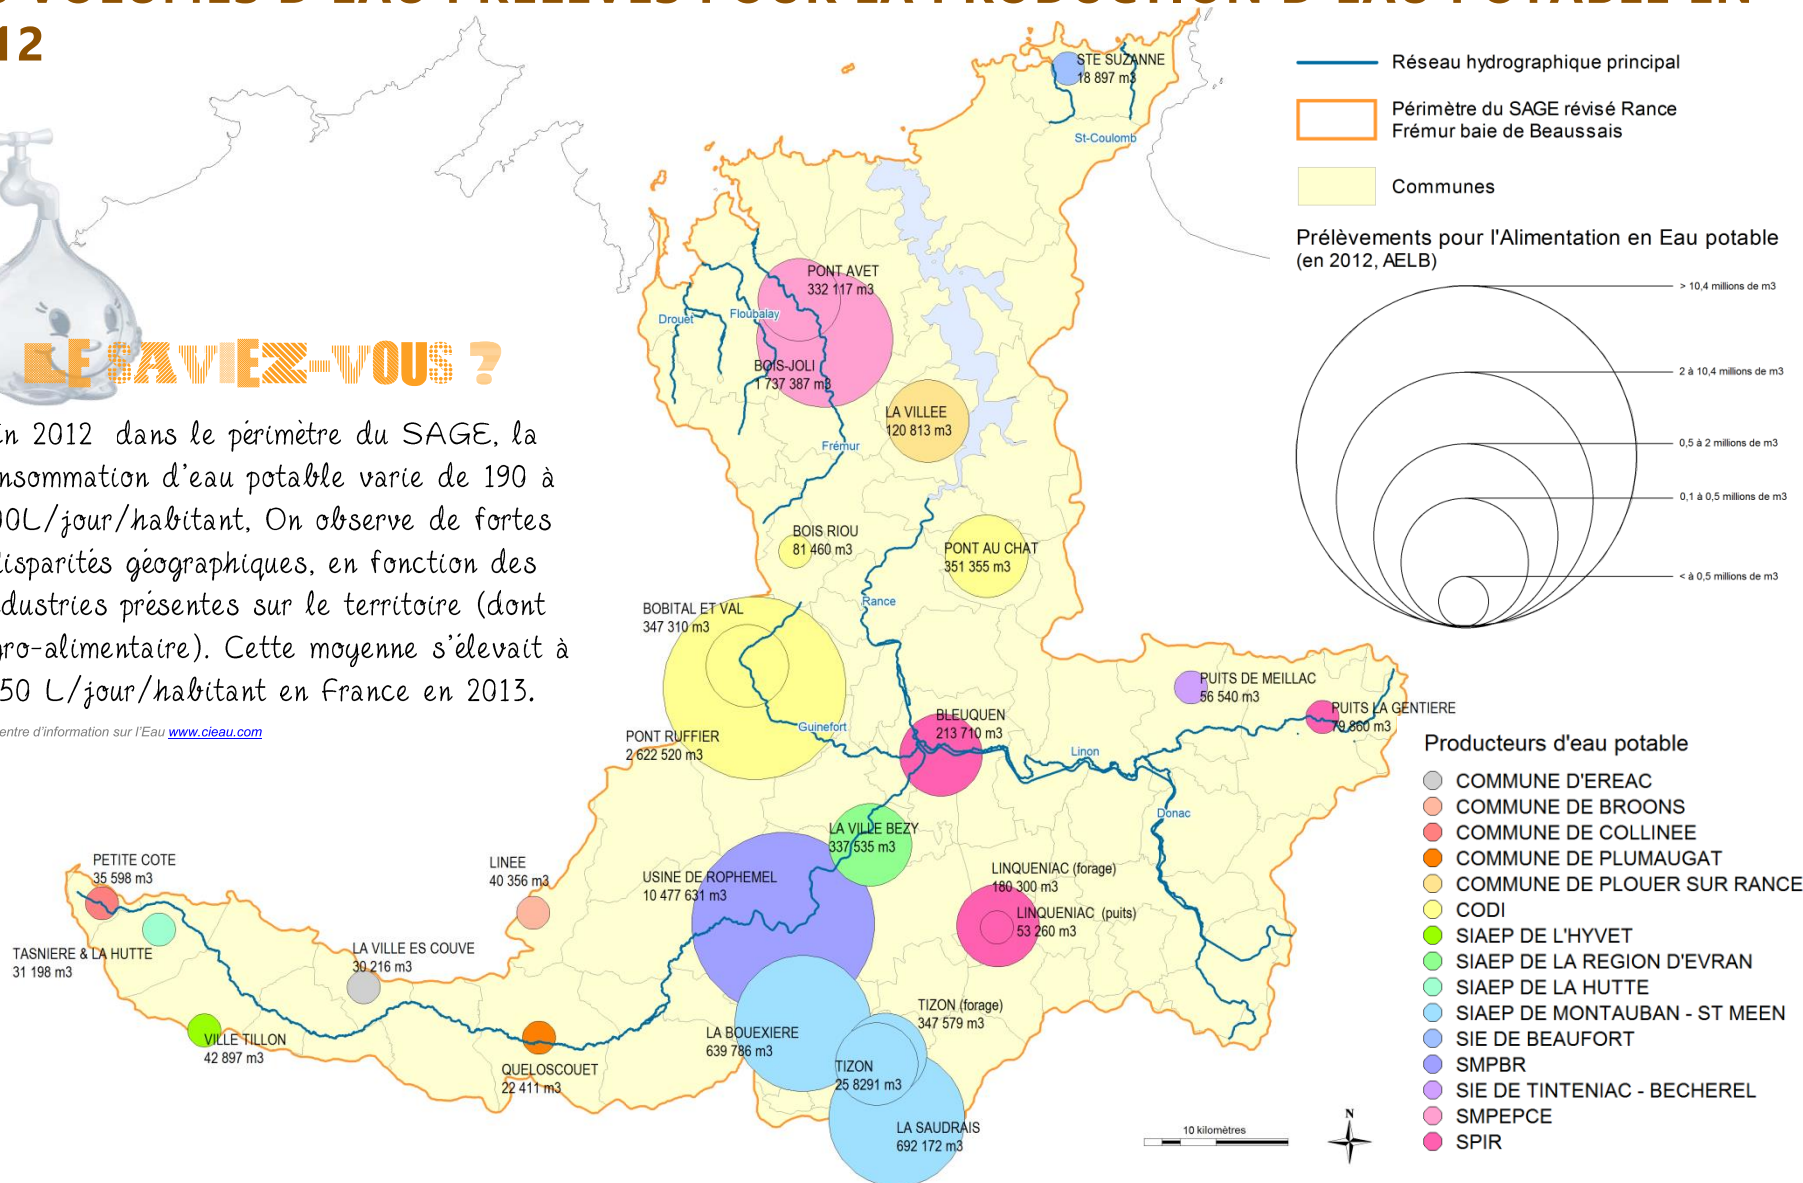 VOLUMES D'EAU PRELEVES POUR LA PRODUCTION D'EAU POTABLE EN
12
STE SUZANNE
18 897 m3
St-Coulomb
Réseau hydrographique principal
Périmètre du SAGE révisé Rance
Frémur baie de Beaussais
Communes
Prélèvements pour l'Alimentation en Eau potable
(en 2012, AELB)
> 10,4 millions de m3
2 à 10,4 millions de m3
0,5 à 2 millions de m3
0,1 à 0,5 millions de m3
< à 0,5 millions de m3
LE SAVIEZ-VOUS ?
En 2012 dans le périmètre du SAGE, la
nsommation d'eau potable varie de 190 à
00L/jour/habitant, On observe de fortes
disparités géographiques, en fonction des
dustries présentes sur le territoire (dont
gro-alimentaire). Cette moyenne s'élevait à
150 L/jour/habitant en France en 2013.
entre d'information sur l'Eau www.cieau.com
PONT AVET
332 117 m3
Drouet
Floubalay
BOIS-JOLI
1 737 387 m3
LA VILLEE
120 813 m3
Frémur
BOIS RIOU
81 460 m3
PONT AU CHAT
351 355 m3
Rance
BOBITAL ET VAL
347 310 m3
PUITS DE MEILLAC
56 540 m3
PUITS LA GENTIERE
79 860 m3
BLEUQUEN
213 710 m3
Guinefort
PONT RUFFIER
2 622 520 m3
Linon
Donac
LA VILLE BEZY
337 535 m3
PETITE COTE
35 598 m3
LINEE
40 356 m3
USINE DE ROPHEMEL
10 477 631 m3
LINQUENIAC (forage)
180 300 m3
LINQUENIAC (puits)
53 260 m3
TASNIERE & LA HUTTE
31 198 m3
LA VILLE ES COUVE
30 216 m3
VILLE TILLON
42 897 m3
QUELOSCOUET
22 411 m3
LA BOUEXIERE
639 786 m3
TIZON (forage)
347 579 m3
TIZON
25 8291 m3
LA SAUDRAIS
692 172 m3
10 kilomètres
N
Producteurs d'eau potable
COMMUNE D'EREAC
COMMUNE DE BROONS
COMMUNE DE COLLINEE
COMMUNE DE PLUMAUGAT
COMMUNE DE PLOUER SUR RANCE
CODI
SIAEP DE L'HYVET
SIAEP DE LA REGION D'EVRAN
SIAEP DE LA HUTTE
SIAEP DE MONTAUBAN - ST MEEN
SIE DE BEAUFORT
SMPBR
SIE DE TINTENIAC - BECHEREL
SMPEPCE
SPIR